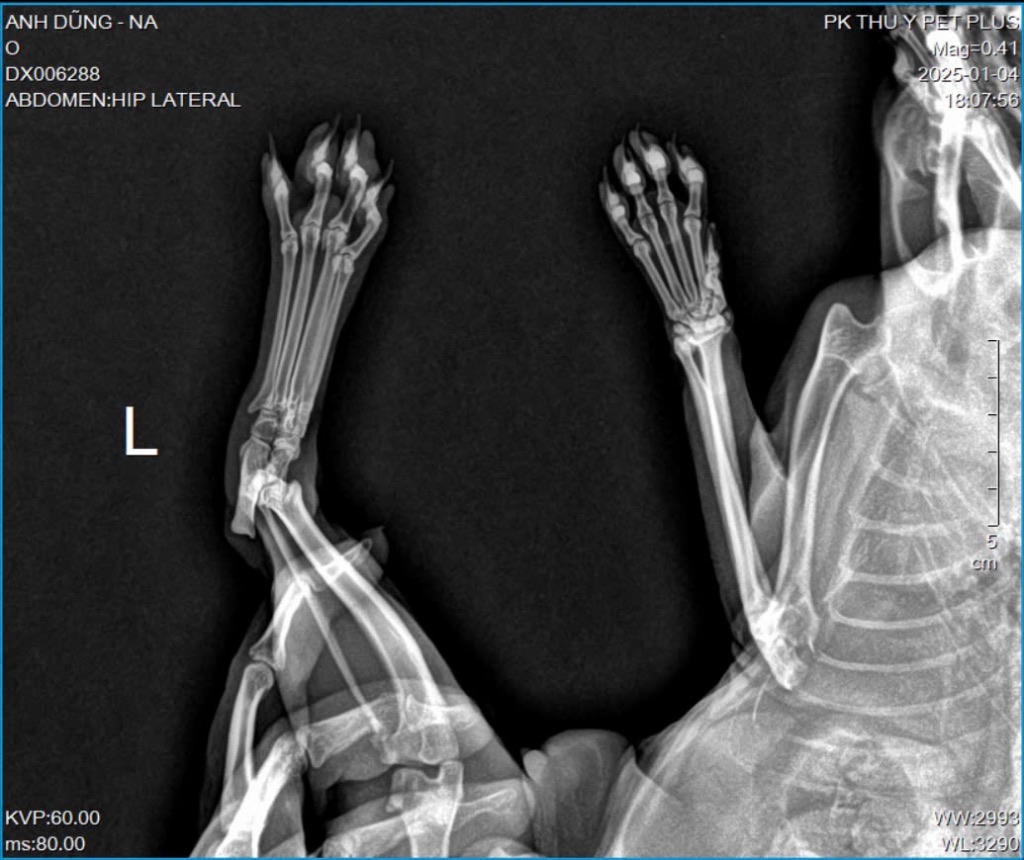 ANH DŨNG - NA
O
DX006288
ABDOMEN:HIP LATERAL
PK THU Y PET PLUS
Mag=0.41
2025-01-04
18:07:56
L
5
cm
KVP:60.00
ms:80.00
WW:2993
WL:3290